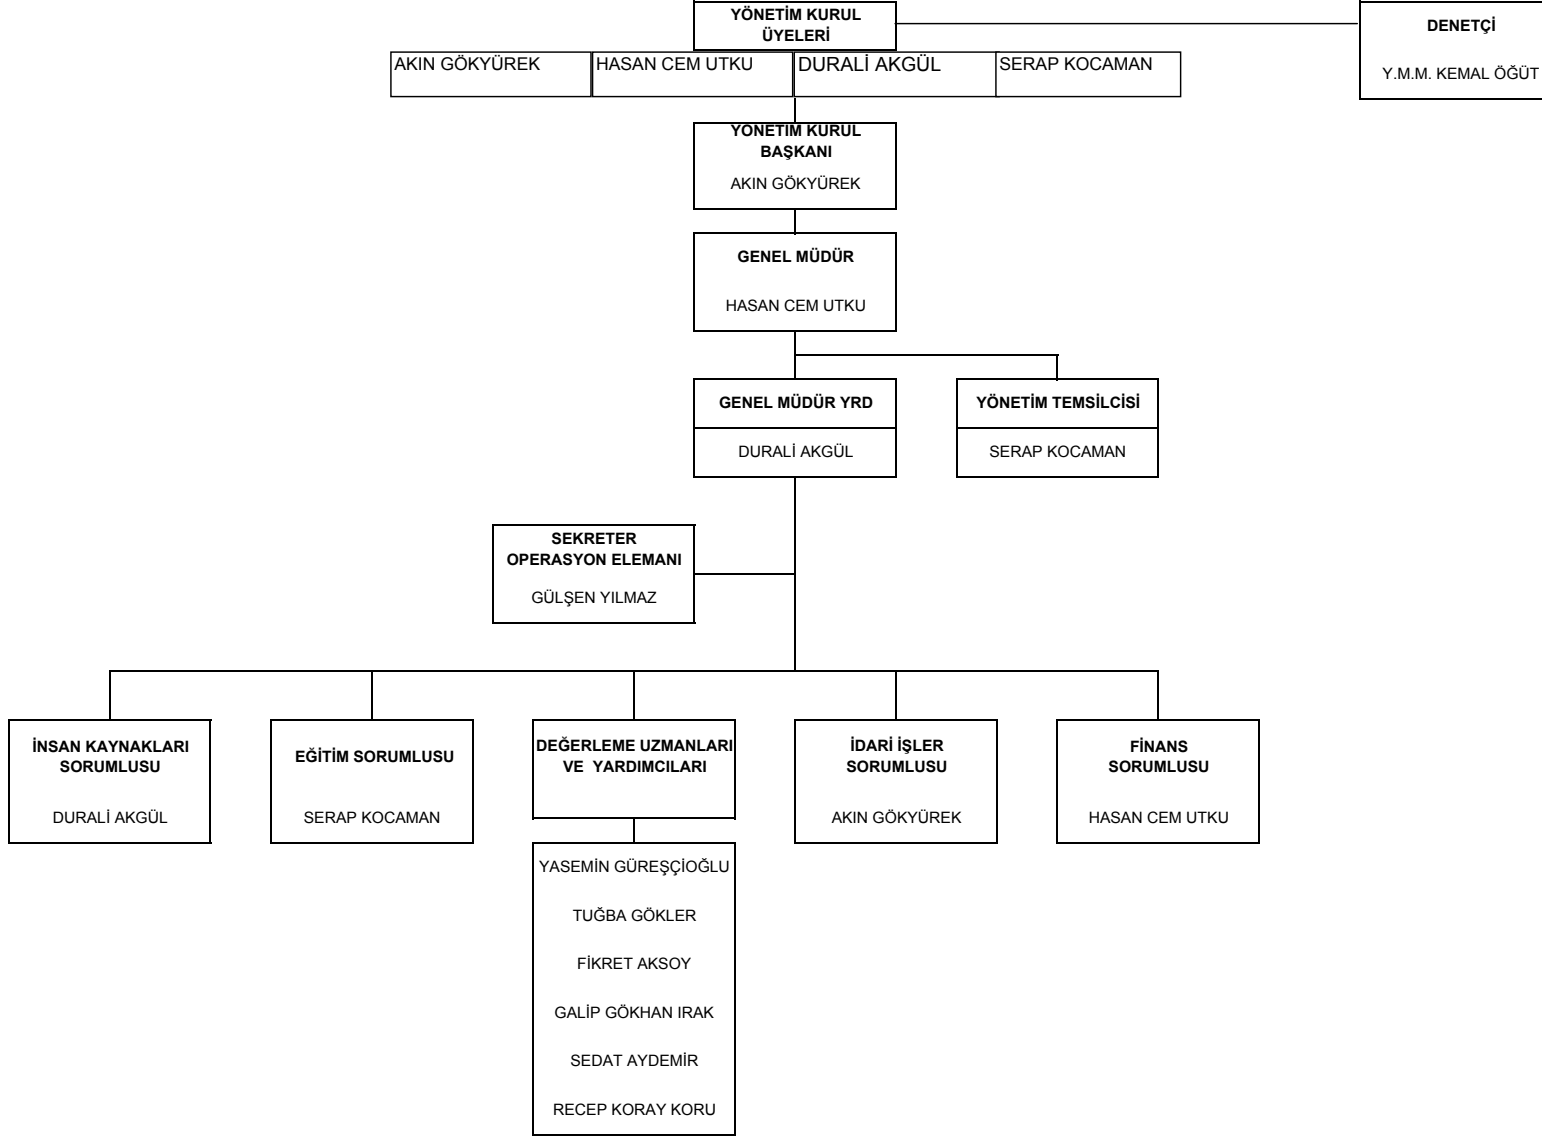 YÖNETİM KURUL
ÜYELERİ
DENETÇİ
Y.M.M. KEMAL ÖĞÜT
AKIN GÖKYÜREK
HASAN CEM UTKU
DURALİ AKGÜL
SERAP KOCAMAN
YÖNETİM KURUL
BAŞKANI
AKIN GÖKYÜREK
GENEL MÜDÜR
HASAN CEM UTKU
GENEL MÜDÜR YRD
DURALİ AKGÜL
YÖNETİM TEMSİLCİSİ
SERAP KOCAMAN
SEKRETER
OPERASYON ELEMANI
GÜLŞEN YILMAZ
İNSAN KAYNAKLARI
SORUMLUSU
DURALİ AKGÜL
EĞİTİM SORUMLUSU
SERAP KOCAMAN
DEĞERLEME UZMANLARI
VE  YARDIMCILARI
YASEMİN GÜREŞÇİOĞLU
TUĞBA GÖKLER
FİKRET AKSOY
GALİP GÖKHAN IRAK
SEDAT AYDEMİR
RECEP KORAY KORU
İDARİ İŞLER
SORUMLUSU
AKIN GÖKYÜREK
FİNANS
SORUMLUSU
HASAN CEM UTKU